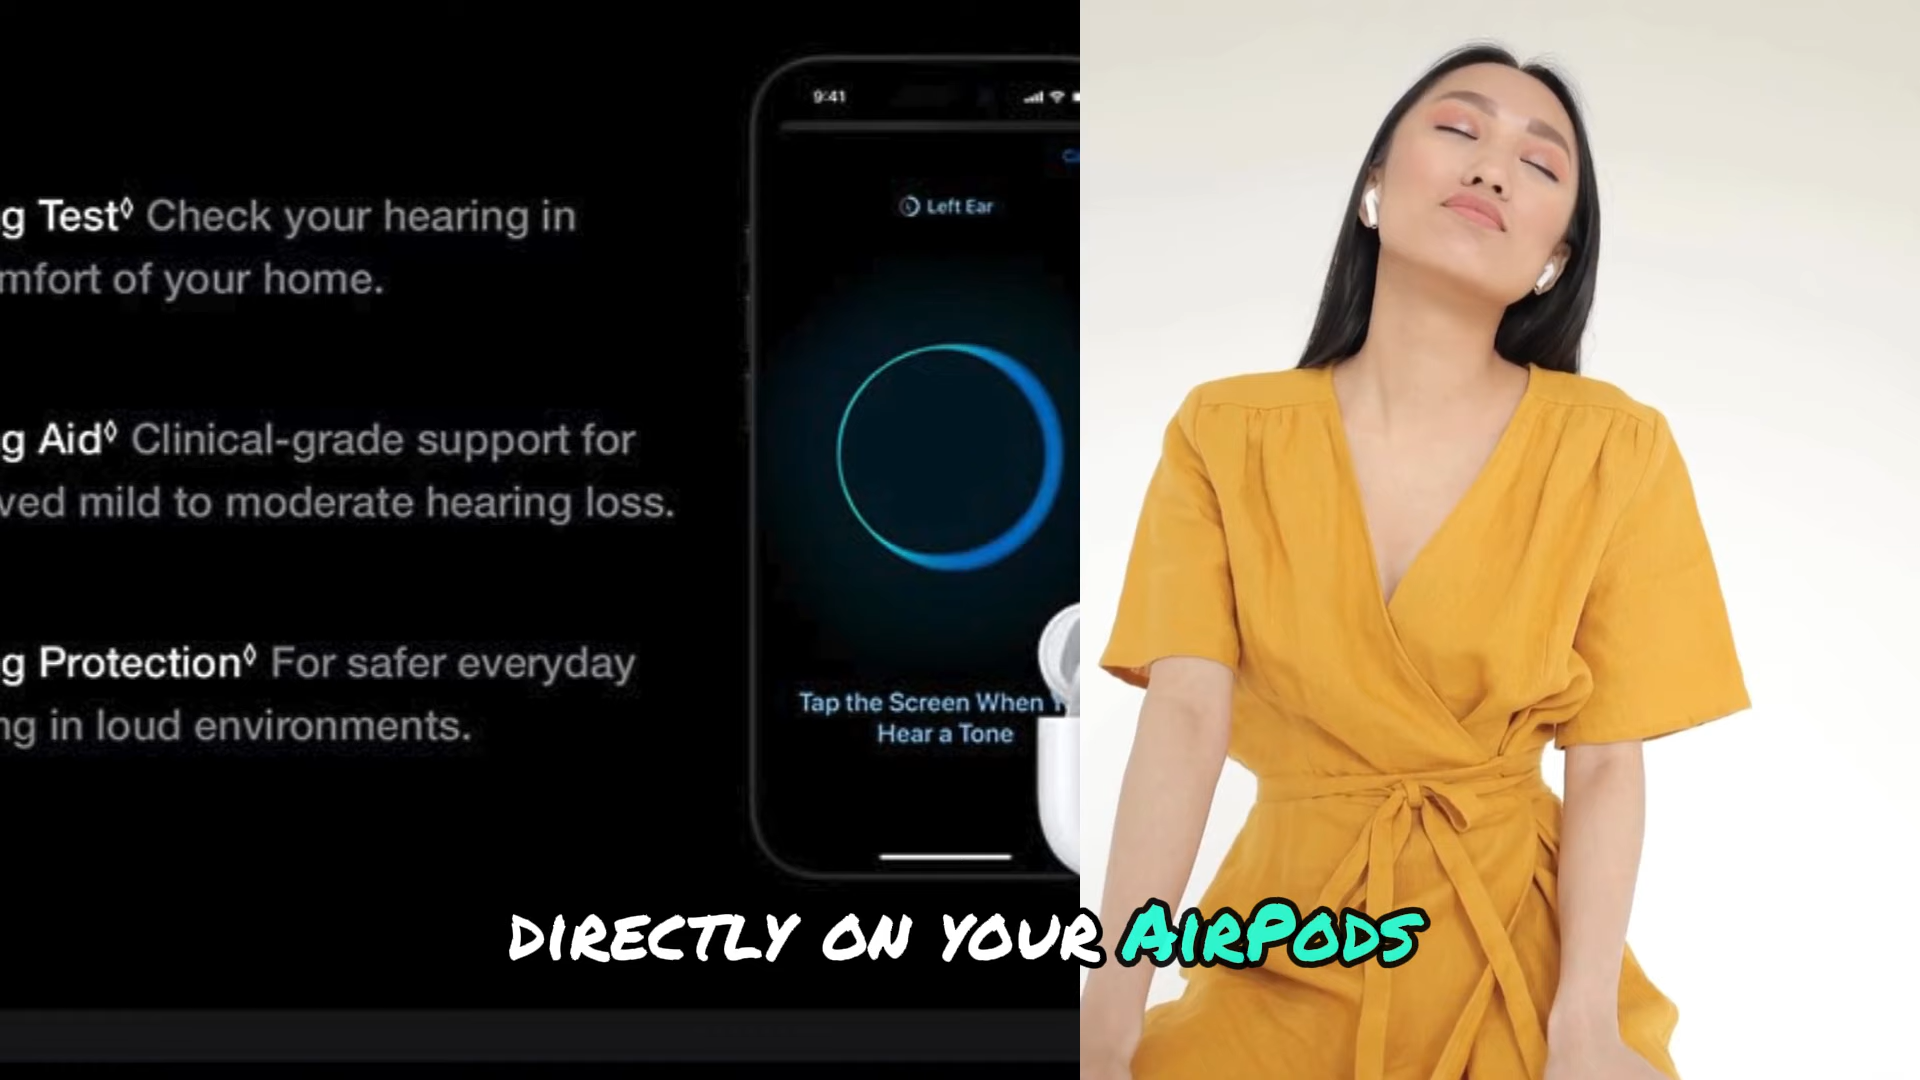 g Test◊ Check your hearing in
mfort of your home.
g Aid◊ Clinical-grade support for
ved mild to moderate hearing loss.
g Protection◊ For safer everyday
ng in loud environments.
9:41
Left Ear
Tap the Screen When
Hear a Tone
DIRECTLY ON YOUR AIRPODS